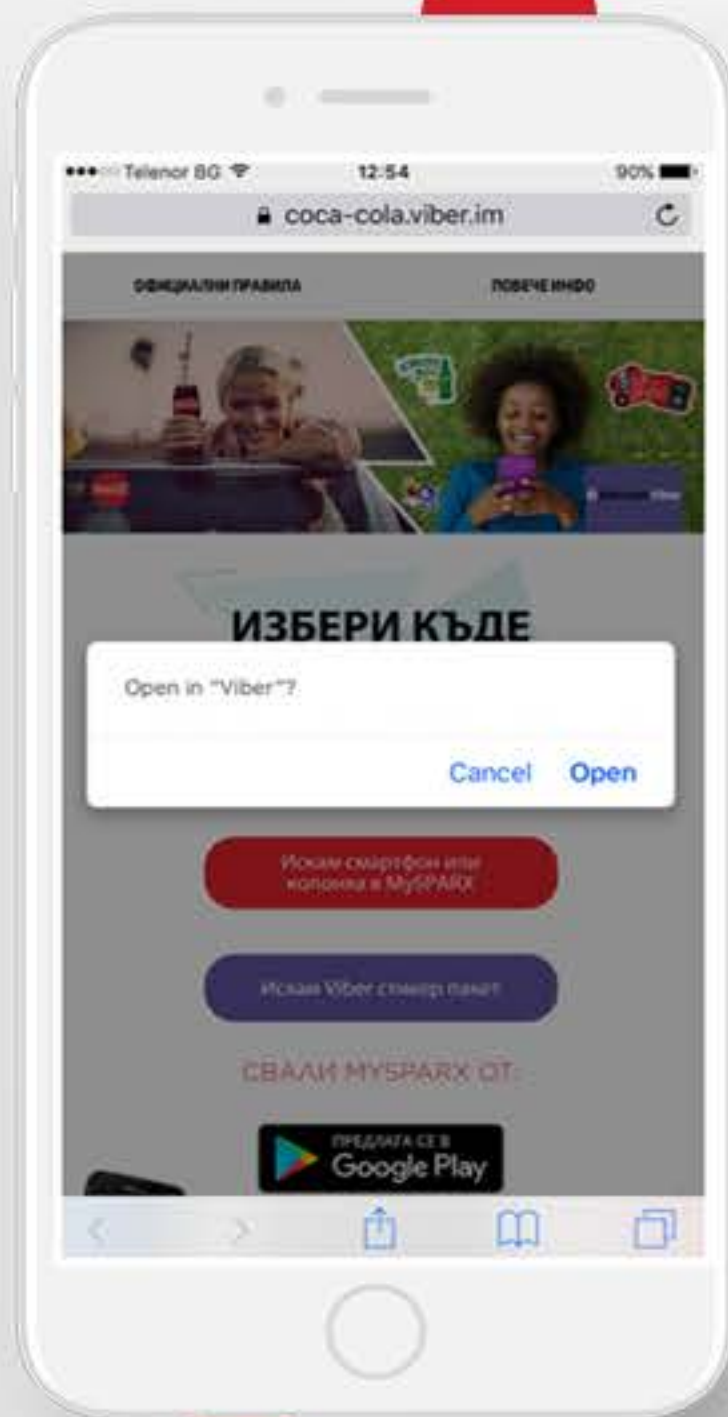 Telenor BG 12:54 90%
coca-cola.viber.im
ОФИЦИАЛНИ ПРАВИЛА ПОВЕЧЕ ИНФО
ИЗБЕРИ КЪДЕ
Open in "Viber"?
Cancel Open
Искам смартфон или
колонка в MySPARX
Искам Viber стикер пакет
СВАЛИ MYSPARX ОТ:
ПРЕДЛАГА СЕ В
Google Play